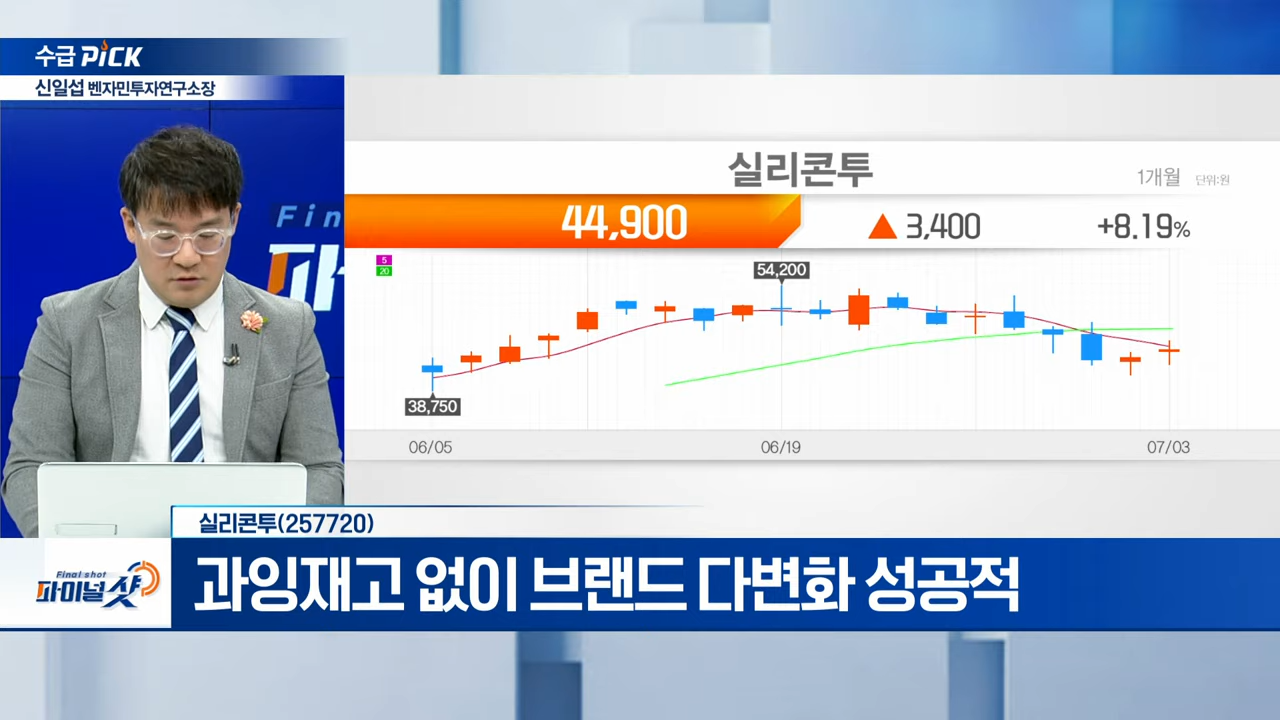 수급 PiCK
신일섭 벤자민투자연구소장
Fin
파이
실리콘투
1개월 단위:원
44,900 ▲ 3,400 +8.19%
5
20
54,200
38,750
06/05 06/19 07/03
실리콘투(257720)
Final shot
파이널샷
과잉재고 없이 브랜드 다변화 성공적